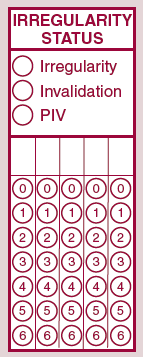 IRREGULARITY
STATUS
Irregularity
Invalidation
PIV
0 0 0 0 0
1 1 1 1 1
2 2 2 2 2
3 3 3 3 3
4 4 4 4 4
5 5 5 5 5
6 6 6 6 6